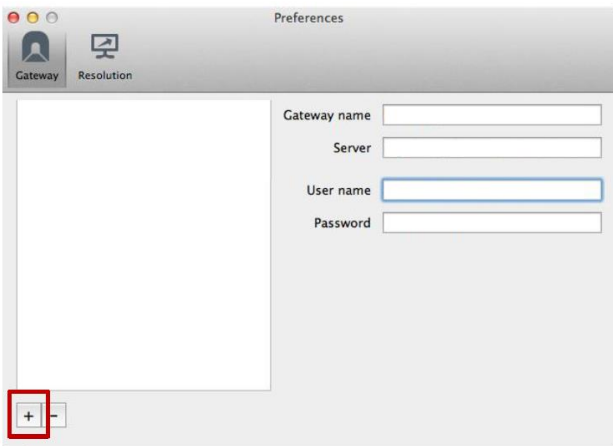 Preferences
Gateway
Resolution
Gateway name
Server
User name
Password
+
-